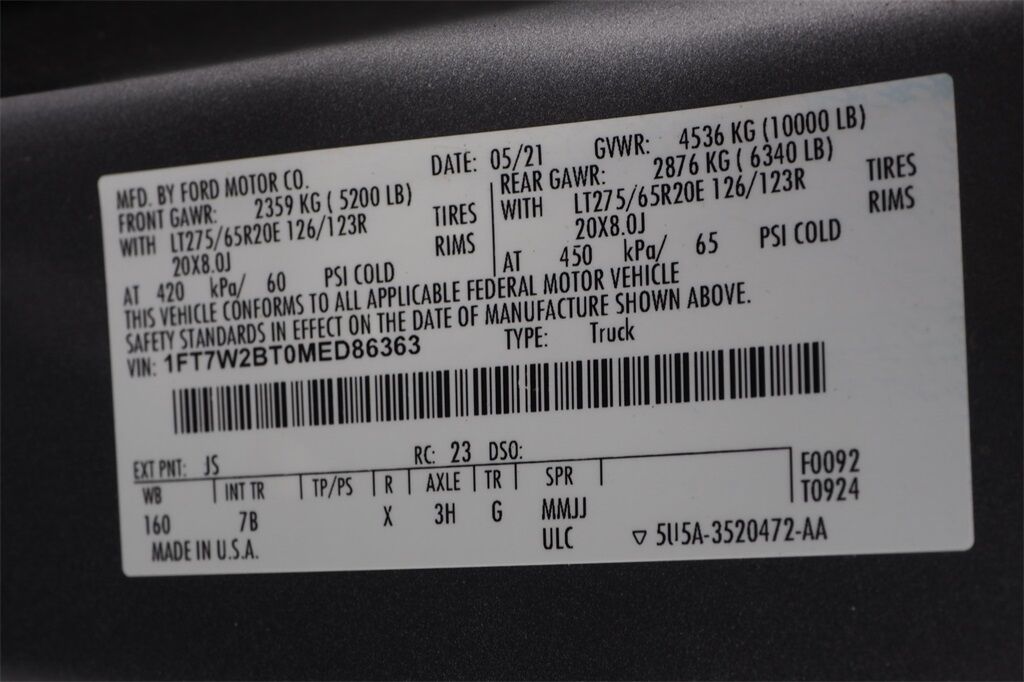 MFD. BY FORD MOTOR CO. DATE: 05/21 GVWR: 4536 KG (10000 LB)
FRONT GAWR: 2359 KG ( 5200 LB) REAR GAWR: 2876 KG ( 6340 LB)
WITH LT275/65R20E 126/123R TIRES WITH LT275/65R20E 126/123R TIRES
20X8.0J RIMS 20X8.0J RIMS
AT 420 kPa/ 60 PSI COLD AT 450 kPa/ 65 PSI COLD
THIS VEHICLE CONFORMS TO ALL APPLICABLE FEDERAL MOTOR VEHICLE
SAFETY STANDARDS IN EFFECT ON THE DATE OF MANUFACTURE SHOWN ABOVE.
VIN: 1FT7W2BT0MED86363 TYPE: Truck
EXT PNT: JS RC: 23 DSO:
WB INT TR TP/PS R AXLE TR SPR F0092
T0924
160 7B X 3H G MMJJ
MADE IN U.S.A. ULC ▽ 5U5A-3520472-AA